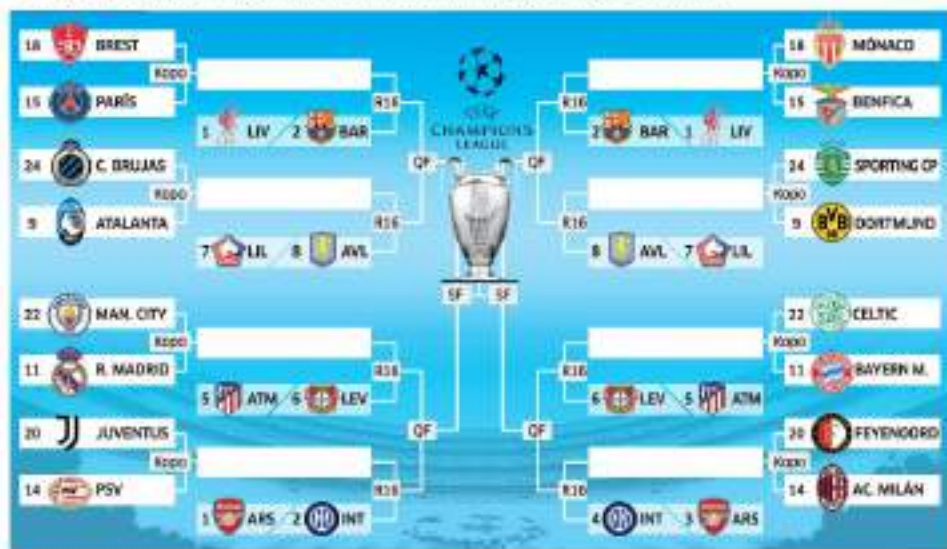 18 BREST
Kopo
15 PARÍS
R16
1 LIV / 2 BAR
24 C. BRUJAS
Kopo
9 ATALANTA
R16
7 LIL / 8 AVL
QF
22 MAN. CITY
Kopo
11 R. MADRID
R16
5 ATM / 6 LEV
20 JUVENTUS
Kopo
14 PSV
R16
1 ARS / 2 INT
QF
CHAMPIONS
LEAGUE
SF
SF
18 MÓNACO
Kopo
15 BENFICA
R16
2 BAR / 1 LIV
24 SPORTING CP
Kopo
9 BVB DORTMUND
R16
8 AVL / 7 LIL
QF
22 CELTIC
Kopo
11 BAYERN M.
R16
6 LEV / 5 ATM
20 FEYENOORD
Kopo
14 AC. MILÁN
R16
4 INT / 3 ARS
QF